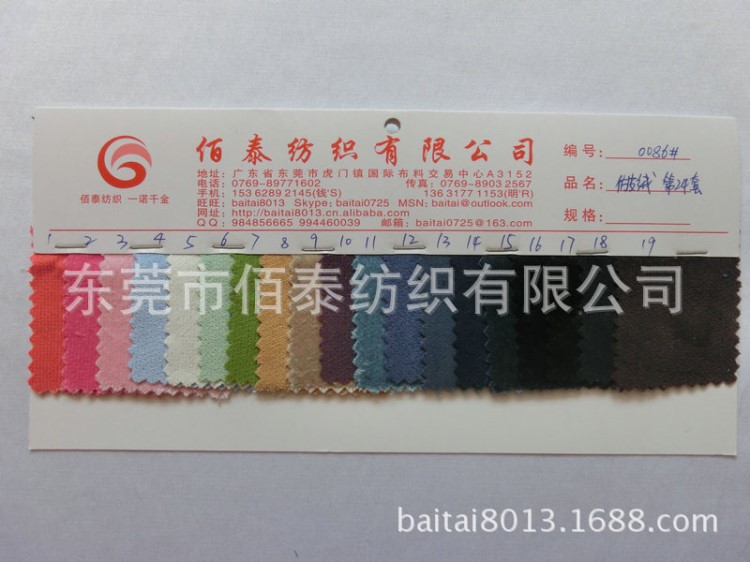 佰泰纺织有限公司
佰泰纺织 一诺千金
地址：广东省东莞市虎门镇国际布料交易中心A3152
电话：0769-89771602 传真：0769-8903 2567
手机：153 6289 2145(钱'S) 136 3177 1153(明'R)
旺旺：baitai8013 Skype：baitai0725 MSN：baitai@outlook.com
网址：http://baitai8013.cn.alibaba.com
QQ：984856665 994460039 邮箱：baitai0725@163.com
编号：0086#
品名： 第24套
规格：
1 2 3 4 5 6 7 8 9 10 11 12 13 14 15 16 17 18 19
东莞市佰泰纺织有限公司
baitai8013.1688.com